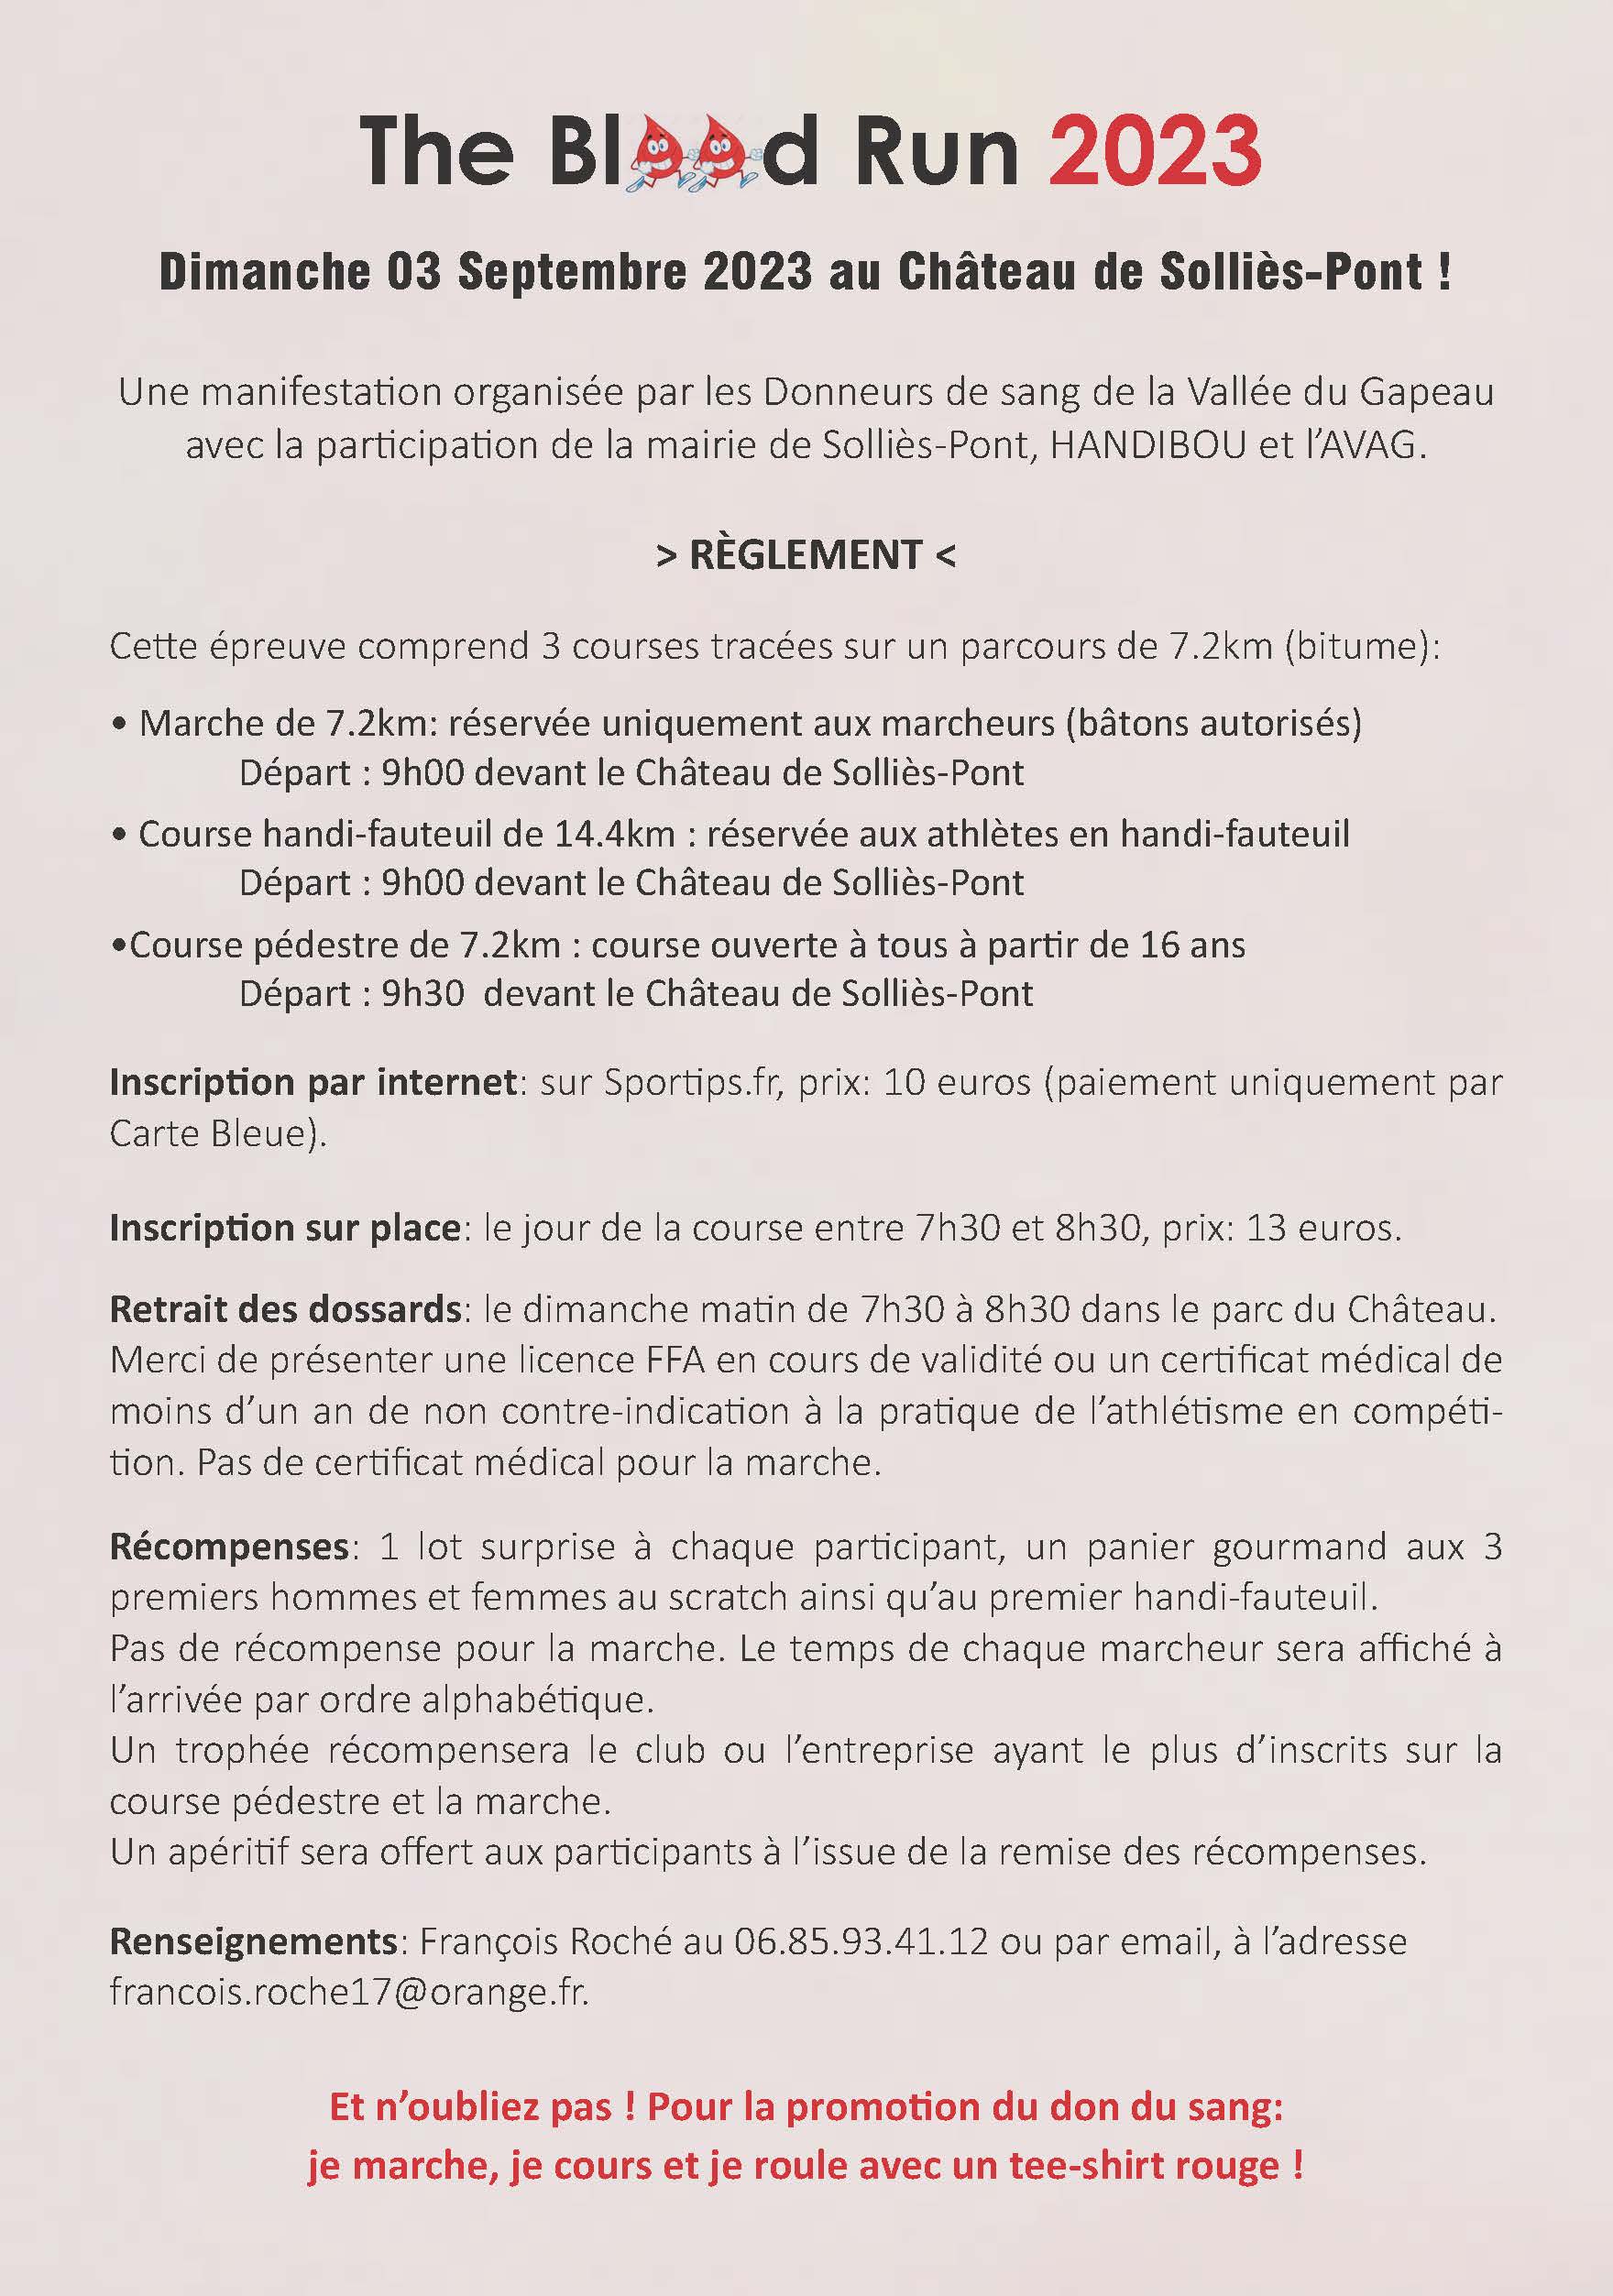 The Blood Run 2023
Dimanche 03 Septembre 2023 au Château de Solliès-Pont !
Une manifestation organisée par les Donneurs de sang de la Vallée du Gapeau
avec la participation de la mairie de Solliès-Pont, HANDIBOU et l’AVAG.
> RÈGLEMENT <
Cette épreuve comprend 3 courses tracées sur un parcours de 7.2km (bitume):
• Marche de 7.2km: réservée uniquement aux marcheurs (bâtons autorisés)
Départ : 9h00 devant le Château de Solliès-Pont
• Course handi-fauteuil de 14.4km : réservée aux athlètes en handi-fauteuil
Départ : 9h00 devant le Château de Solliès-Pont
•Course pédestre de 7.2km : course ouverte à tous à partir de 16 ans
Départ : 9h30 devant le Château de Solliès-Pont
Inscription par internet: sur Sportips.fr, prix: 10 euros (paiement uniquement par
Carte Bleue).
Inscription sur place: le jour de la course entre 7h30 et 8h30, prix: 13 euros.
Retrait des dossards: le dimanche matin de 7h30 à 8h30 dans le parc du Château.
Merci de présenter une licence FFA en cours de validité ou un certificat médical de
moins d’un an de non contre-indication à la pratique de l’athlétisme en compéti-
tion. Pas de certificat médical pour la marche.
Récompenses: 1 lot surprise à chaque participant, un panier gourmand aux 3
premiers hommes et femmes au scratch ainsi qu’au premier handi-fauteuil.
Pas de récompense pour la marche. Le temps de chaque marcheur sera affiché à
l’arrivée par ordre alphabétique.
Un trophée récompensera le club ou l’entreprise ayant le plus d’inscrits sur la
course pédestre et la marche.
Un apéritif sera offert aux participants à l’issue de la remise des récompenses.
Renseignements: François Roché au 06.85.93.41.12 ou par email, à l’adresse
francois.roche17@orange.fr.
Et n’oubliez pas ! Pour la promotion du don du sang:
je marche, je cours et je roule avec un tee-shirt rouge !